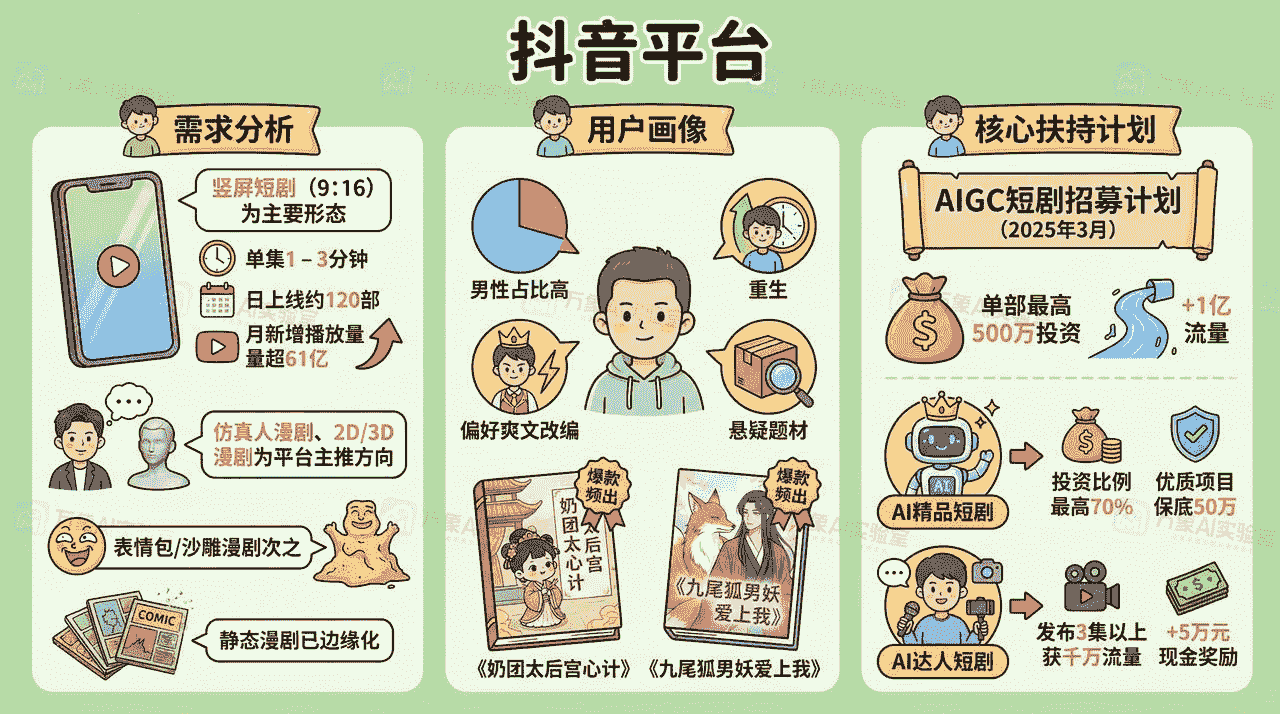 抖音平台
需求分析
竖屏短剧（9:16）
为主要形态
单集1 – 3分钟
日上线约120部
月新增播放量
量超61亿
仿真人漫剧、2D/3D
漫剧为平台主推方向
表情包/沙雕漫剧次之
COMIC
静态漫剧已边缘化
用户画像
男性占比高
重生
偏好爽文改编
悬疑题材
爆款
频出
奶团太后宫心计
《奶团太后宫心计》
爆款
频出
《九尾狐男妖
爱上我》
《九尾狐男妖爱上我》
核心扶持计划
AIGC短剧招募计划
（2025年3月）
单部最高
500万投资
+1亿
流量
AI
AI精品短剧
投资比例
最高70%
优质项目
保底50万
AI达人短剧
发布3集以上
获千万流量
+5万元
现金奖励
万象AI实验室